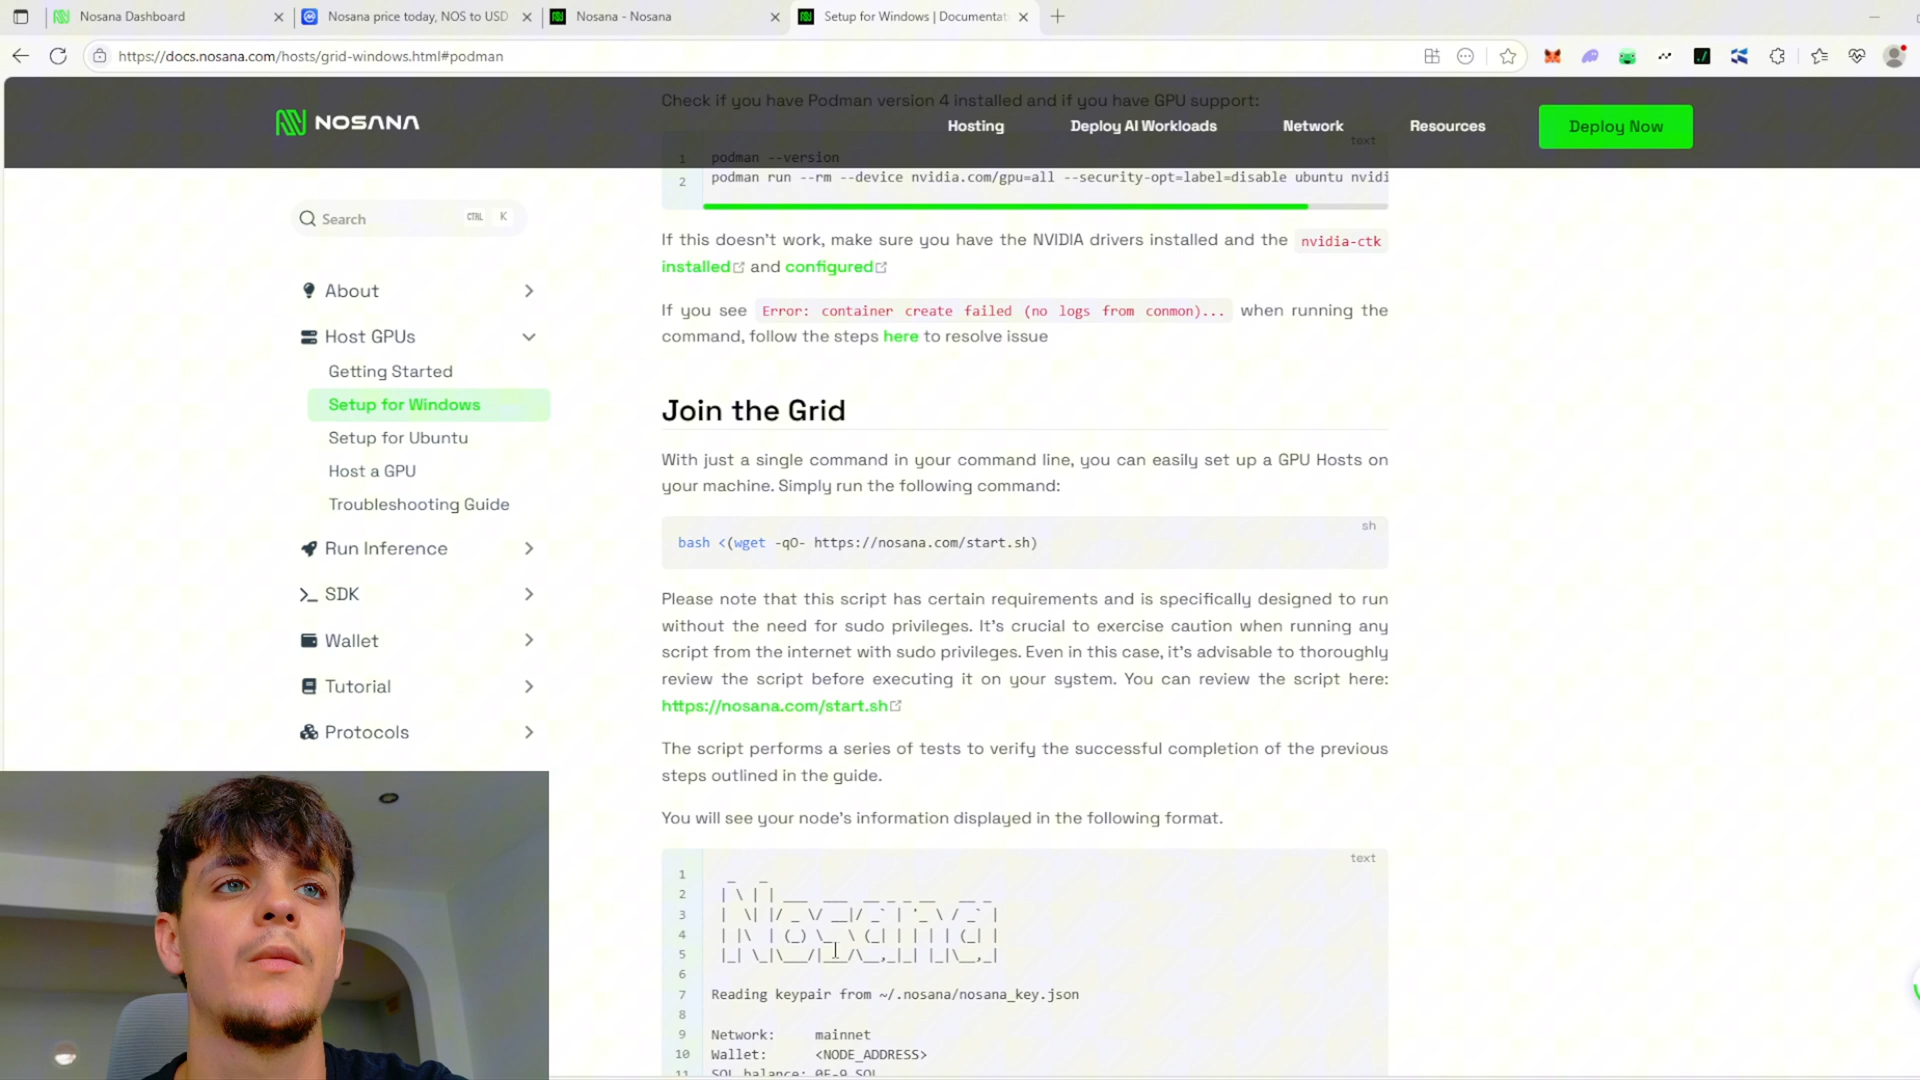 Nosana Dashboard
Nosana price today, NOS to USD
Nosana - Nosana
Setup for Windows | Documentat
https://docs.nosana.com/hosts/grid-windows.html#podman
NOSANA
Hosting
Deploy AI Workloads
Network
Resources
Deploy Now
Search
CTRL K
About
Host GPUs
Getting Started
Setup for Windows
Setup for Ubuntu
Host a GPU
Troubleshooting Guide
Run Inference
SDK
Wallet
Tutorial
Protocols
Check if you have Podman version 4 installed and if you have GPU support:
text
1 podman --version
2 podman run --rm --device nvidia.com/gpu=all --security-opt=label=disable ubuntu nvidi
If this doesn't work, make sure you have the NVIDIA drivers installed and the nvidia-ctk
installed and configured
If you see Error: container create failed (no logs from conmon)... when running the
command, follow the steps here to resolve issue
Join the Grid
With just a single command in your command line, you can easily set up a GPU Hosts on
your machine. Simply run the following command:
sh
bash <(wget -qO- https://nosana.com/start.sh)
Please note that this script has certain requirements and is specifically designed to run
without the need for sudo privileges. It's crucial to exercise caution when running any
script from the internet with sudo privileges. Even in this case, it's advisable to thoroughly
review the script before executing it on your system. You can review the script here:
https://nosana.com/start.sh
The script performs a series of tests to verify the successful completion of the previous
steps outlined in the guide.
You will see your node's information displayed in the following format.
text
1  _   _
2 | \ | | ___  ___  __ _ _ __   __ _
3 |  \| |/ _ \/ __|/ _` | '_ \ / _` |
4 | |\  | (_) \__ \ (_| | | | | (_| |
5 |_| \_|\___/|___/\__,_|_| |_|\__,_|
6
7 Reading keypair from ~/.nosana/nosana_key.json
8
9 Network: mainnet
10 Wallet: <NODE_ADDRESS>
11 SOL balance: 0E-9 SOL